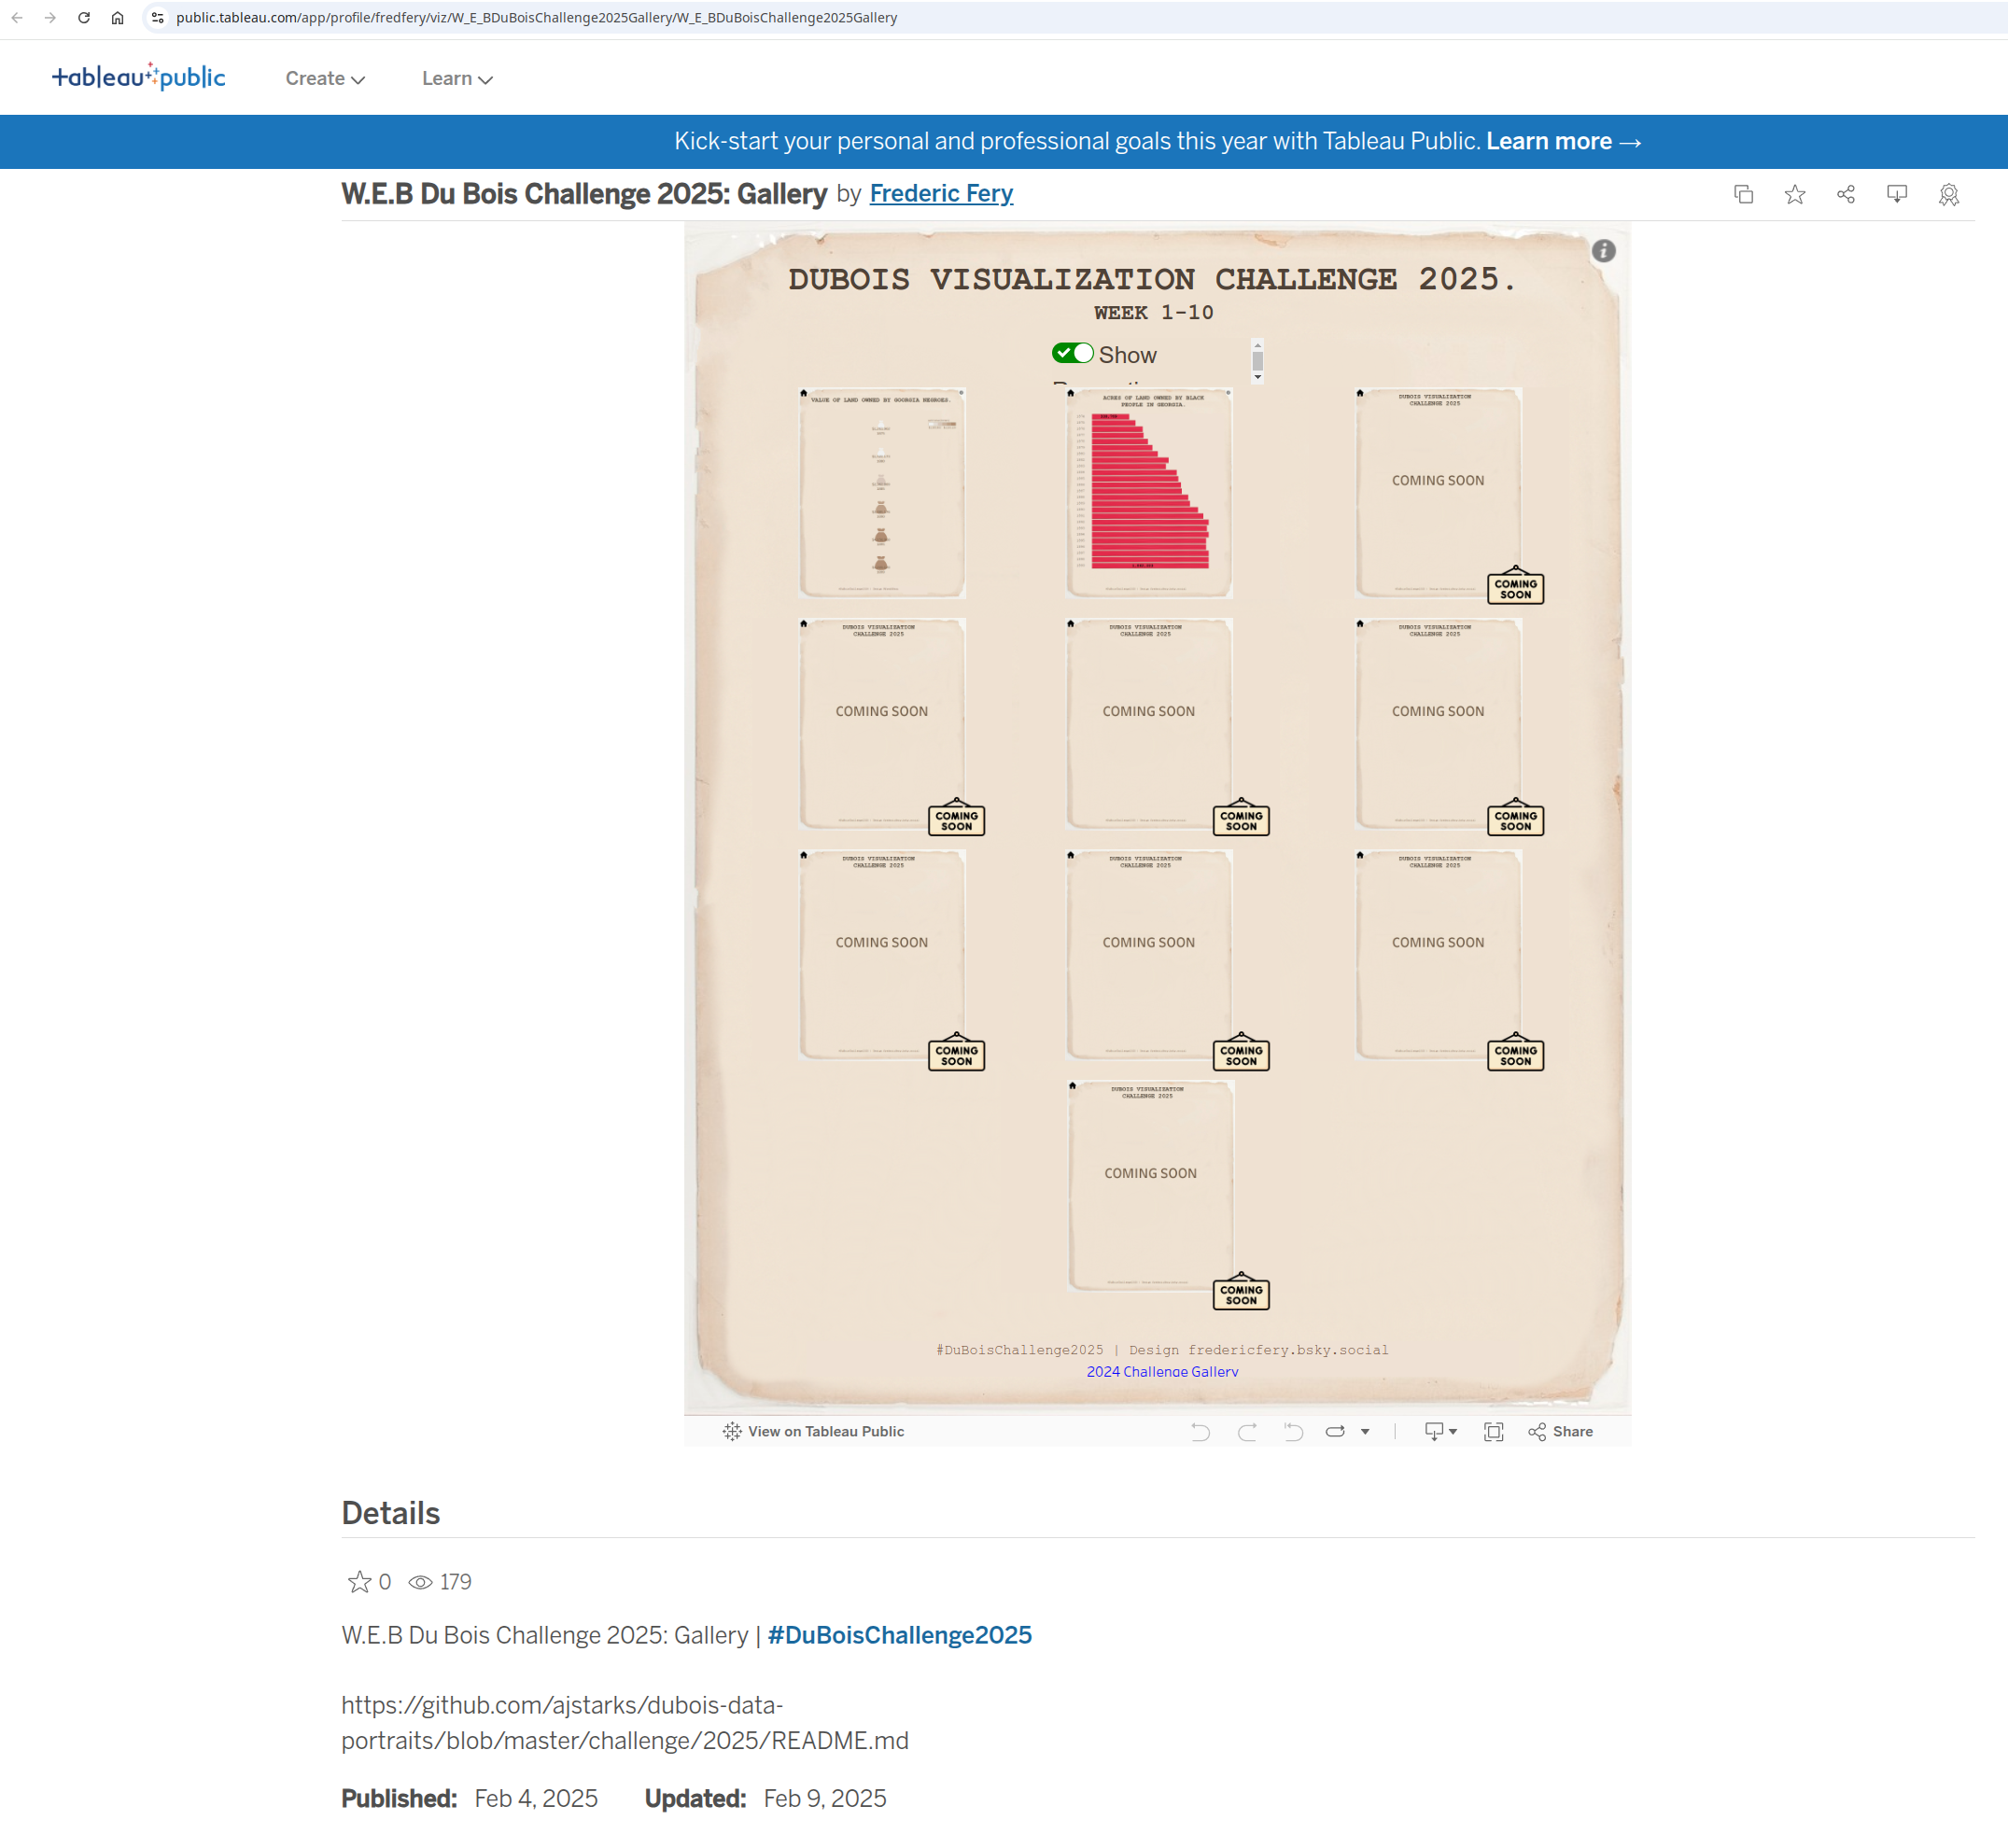 public.tableau.com/app/profile/fredfery/viz/W_E_BDuBoisChallenge2025Gallery/W_E_BDuBoisChallenge2025Gallery
+ableau public
Create
Learn
Kick-start your personal and professional goals this year with Tableau Public. Learn more →
W.E.B Du Bois Challenge 2025: Gallery by Frederic Fery
DUBOIS VISUALIZATION CHALLENGE 2025.
WEEK 1-10
Show
VALUE OF LAND OWNED BY GEORGIA NEGROES.
ACRES OF LAND OWNED BY BLACK
PEOPLE IN GEORGIA.
DUBOIS VISUALIZATION
CHALLENGE 2025
COMING SOON
COMING
SOON
DUBOIS VISUALIZATION
CHALLENGE 2025
COMING SOON
COMING
SOON
DUBOIS VISUALIZATION
CHALLENGE 2025
COMING SOON
COMING
SOON
DUBOIS VISUALIZATION
CHALLENGE 2025
COMING SOON
COMING
SOON
DUBOIS VISUALIZATION
CHALLENGE 2025
COMING SOON
COMING
SOON
DUBOIS VISUALIZATION
CHALLENGE 2025
COMING SOON
COMING
SOON
DUBOIS VISUALIZATION
CHALLENGE 2025
COMING SOON
COMING
SOON
DUBOIS VISUALIZATION
CHALLENGE 2025
COMING SOON
COMING
SOON
#DuBoisChallenge2025 | Design fredericfery.bsky.social
2024 Challenge Gallery
View on Tableau Public
Share
Details
0 179
W.E.B Du Bois Challenge 2025: Gallery | #DuBoisChallenge2025
https://github.com/ajstarks/dubois-data-
portraits/blob/master/challenge/2025/README.md
Published: Feb 4, 2025 Updated: Feb 9, 2025